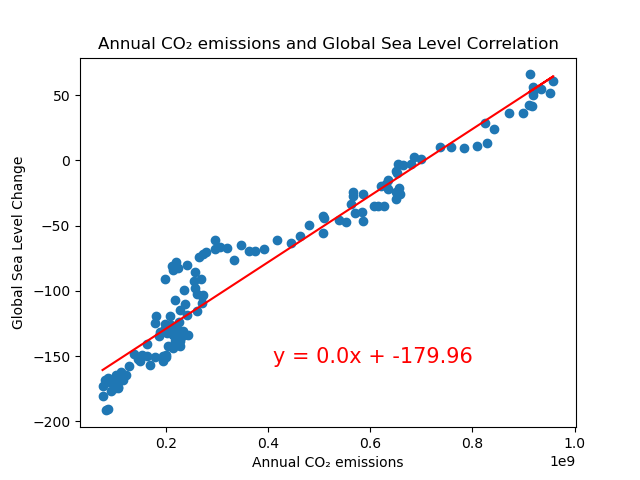 Annual CO₂ emissions and Global Sea Level Correlation
50
0
−50
−100
−150
−200
Global Sea Level Change
y = 0.0x + -179.96
0.2
0.4
0.6
0.8
1.0
1e9
Annual CO₂ emissions